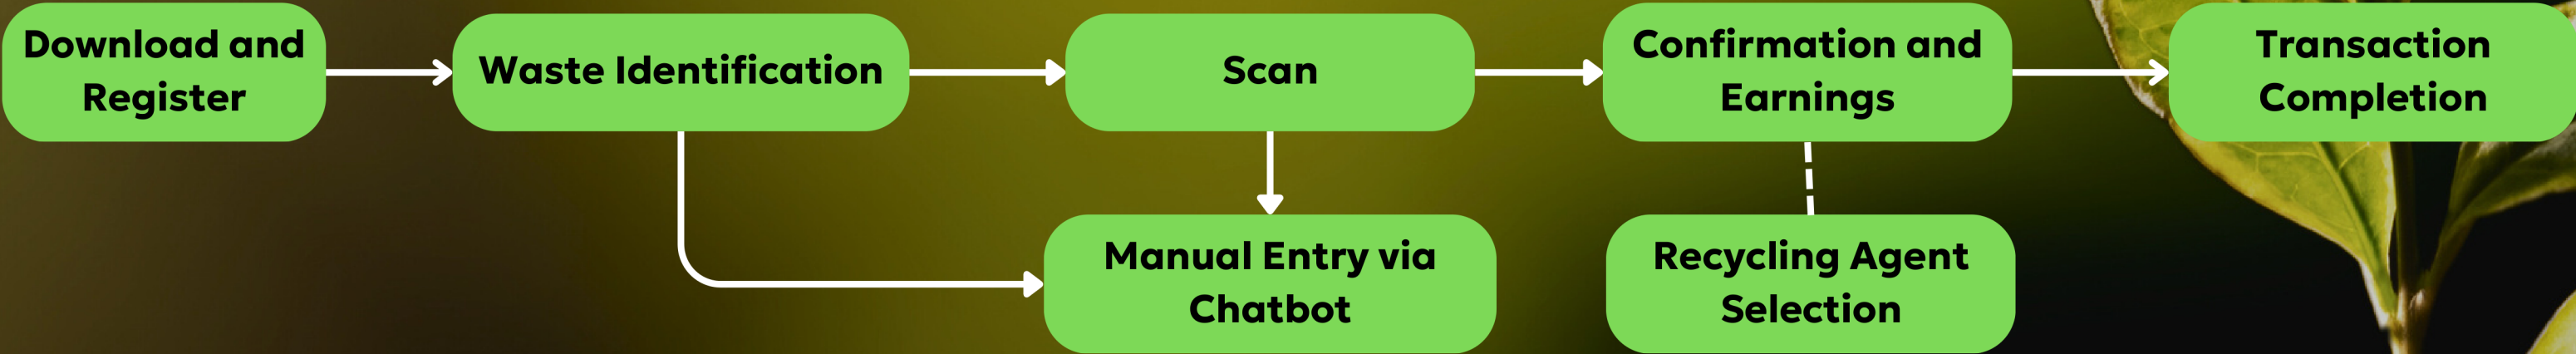 Download and
Register
Waste Identification
Scan
Confirmation and
Earnings
Transaction
Completion
Manual Entry via
Chatbot
Recycling Agent
Selection